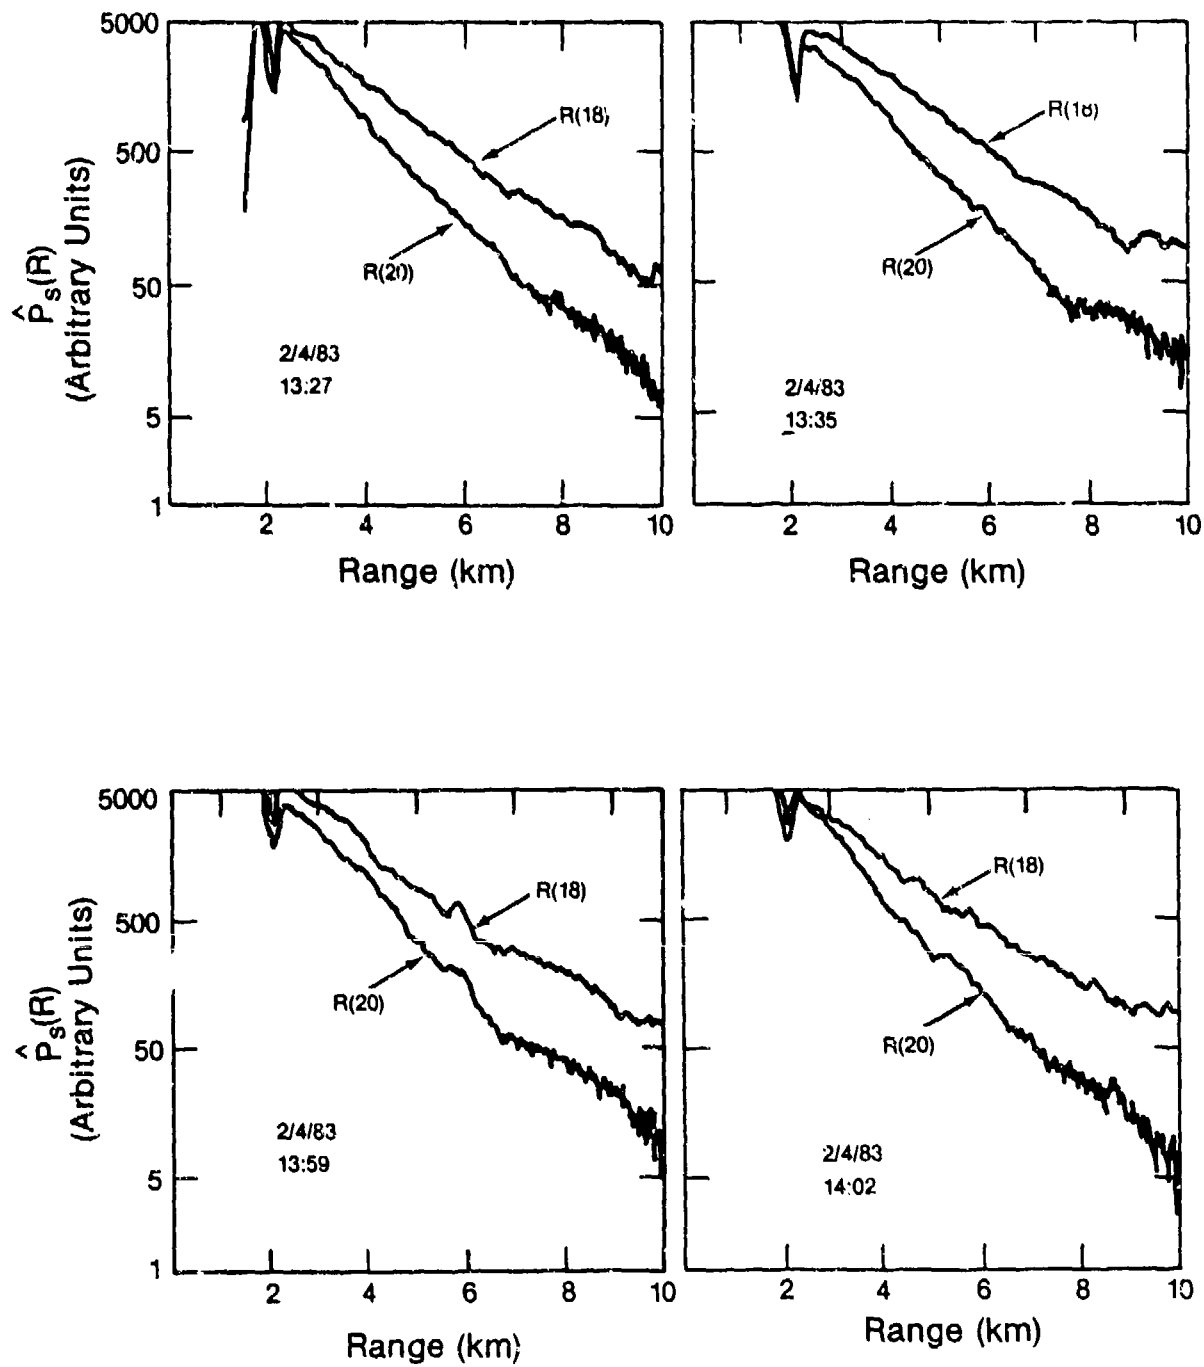 5000
500
50
5
1
P̂s(R)
(Arbitrary Units)
R(18)
R(20)
2/4/83
13:27
2 4 6 8 10
Range (km)
R(18)
R(20)
2/4/83
13:35
2 4 6 8 10
Range (km)
5000
500
50
5
1
P̂s(R)
(Arbitrary Units)
R(18)
R(20)
2/4/83
13:59
2 4 6 8 10
Range (km)
R(18)
R(20)
2/4/83
14:02
2 4 6 8 10
Range (km)